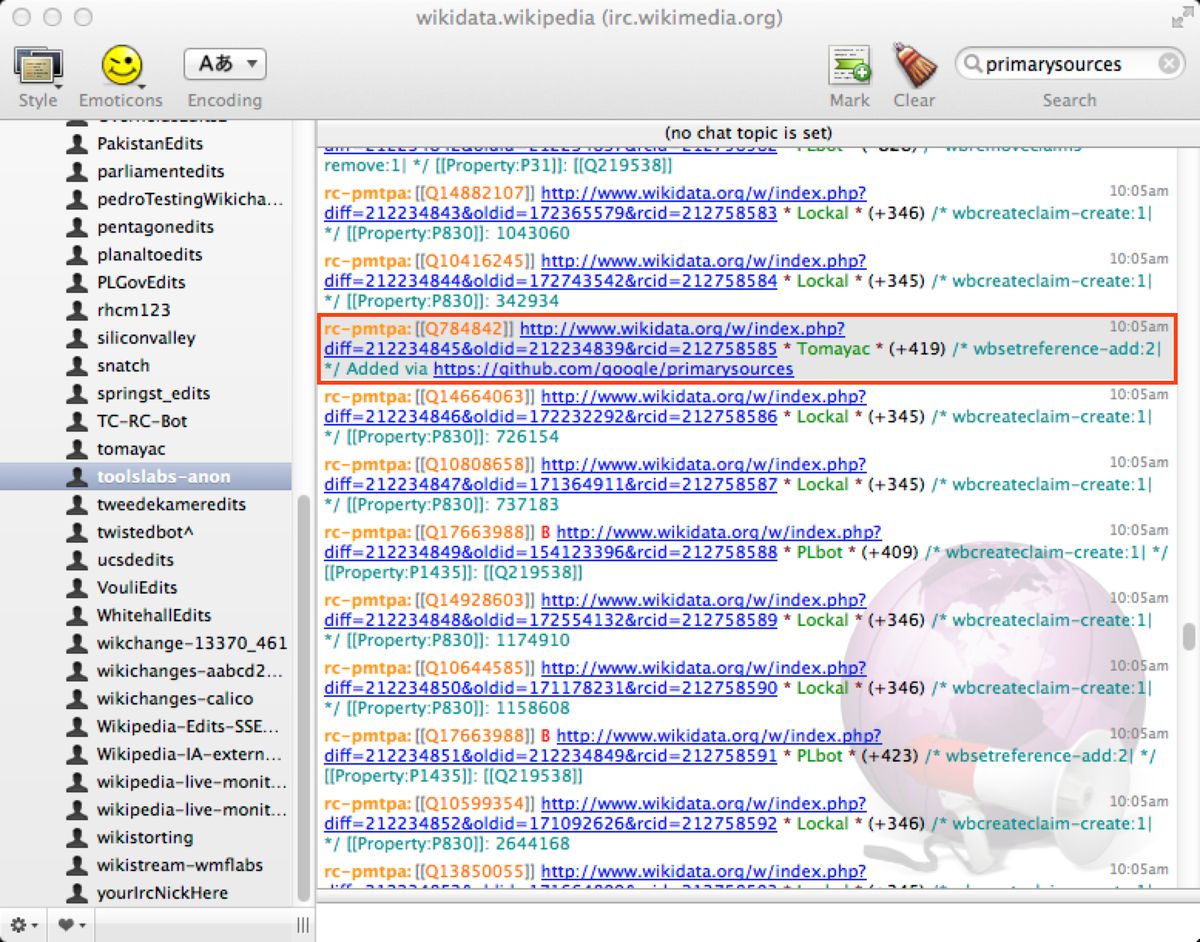 wikidata.wikipedia (irc.wikimedia.org)
Aあ
primarysources
Style
Emoticons
Encoding
Mark
Clear
Search
PakistanEdits
parliamentedits
pedroTestingWikicha...
pentagonedits
planaltoedits
PLGovEdits
rhcm123
siliconvalley
snatch
springst_edits
TC-RC-Bot
tomayac
toolslabs-anon
tweedekameredits
twistedbot^
ucsdedits
VouliEdits
WhitehallEdits
wikchange-13370_461
wikichanges-aabcd2...
wikichanges-calico
Wikipedia-Edits-SSE...
Wikipedia-IA-extern...
wikipedia-live-monit...
wikipedia-live-monit...
wikistorting
wikistream-wmflabs
yourIrcNickHere
(no chat topic is set)
remove:1| */ [[Property:P31]]: [[Q219538]]
rc-pmtpa: [[Q14882107]] http://www.wikidata.org/w/index.php? 10:05am
diff=212234843&oldid=172365579&rcid=212758583 * Lockal * (+346) /* wbcreateclaim-create:1|
*/ [[Property:P830]]: 1043060
rc-pmtpa: [[Q10416245]] http://www.wikidata.org/w/index.php? 10:05am
diff=212234844&oldid=172743542&rcid=212758584 * Lockal * (+345) /* wbcreateclaim-create:1|
*/ [[Property:P830]]: 342934
rc-pmtpa: [[Q784842]] http://www.wikidata.org/w/index.php? 10:05am
diff=212234845&oldid=212234839&rcid=212758585 * Tomayac * (+419) /* wbsetreference-add:2|
*/ Added via https://github.com/google/primarysources
rc-pmtpa: [[Q14664063]] http://www.wikidata.org/w/index.php? 10:05am
diff=212234846&oldid=172232292&rcid=212758586 * Lockal * (+345) /* wbcreateclaim-create:1|
*/ [[Property:P830]]: 726154
rc-pmtpa: [[Q10808658]] http://www.wikidata.org/w/index.php? 10:05am
diff=212234847&oldid=171364911&rcid=212758587 * Lockal * (+345) /* wbcreateclaim-create:1|
*/ [[Property:P830]]: 737183
rc-pmtpa: [[Q17663988]] B http://www.wikidata.org/w/index.php? 10:05am
diff=212234849&oldid=154123396&rcid=212758588 * PLbot * (+409) /* wbcreateclaim-create:1| */
[[Property:P1435]]: [[Q219538]]
rc-pmtpa: [[Q14928603]] http://www.wikidata.org/w/index.php? 10:05am
diff=212234848&oldid=172554132&rcid=212758589 * Lockal * (+346) /* wbcreateclaim-create:1|
*/ [[Property:P830]]: 1174910
rc-pmtpa: [[Q10644585]] http://www.wikidata.org/w/index.php? 10:05am
diff=212234850&oldid=171178231&rcid=212758590 * Lockal * (+346) /* wbcreateclaim-create:1|
*/ [[Property:P830]]: 1158608
rc-pmtpa: [[Q17663988]] B http://www.wikidata.org/w/index.php? 10:05am
diff=212234851&oldid=212234849&rcid=212758591 * PLbot * (+423) /* wbsetreference-add:2| */
[[Property:P1435]]: [[Q219538]]
rc-pmtpa: [[Q10599354]] http://www.wikidata.org/w/index.php? 10:05am
diff=212234852&oldid=171092626&rcid=212758592 * Lockal * (+346) /* wbcreateclaim-create:1|
*/ [[Property:P830]]: 2644168
rc-pmtpa: [[Q13850055]] http://www.wikidata.org/w/index.php? 10:05am